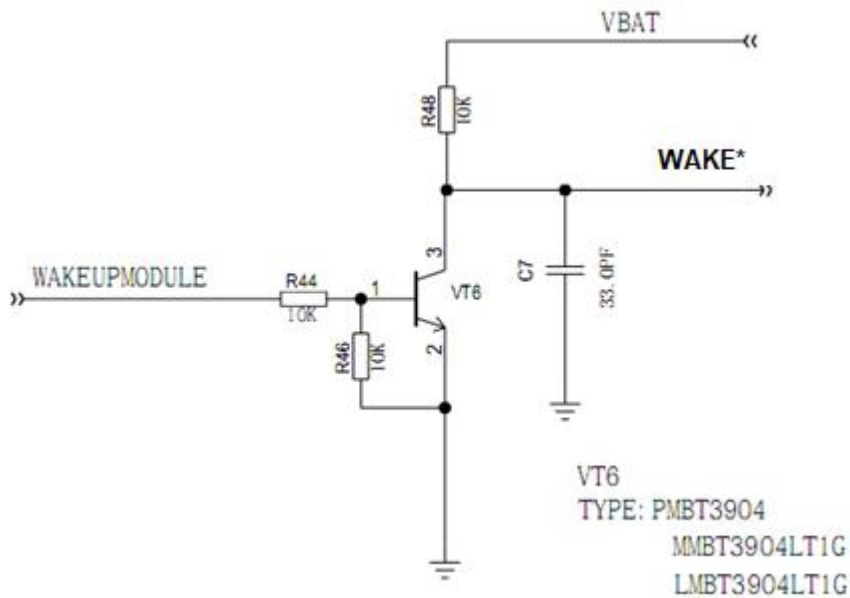 VBAT
R48
10K
WAKE*
WAKEUPMODULE
R44
10K
1
3
VT6
C7
33.0PF
R46
10K
2
VT6
TYPE: PMBT3904
MMBT3904LT1G
LMBT3904LT1G